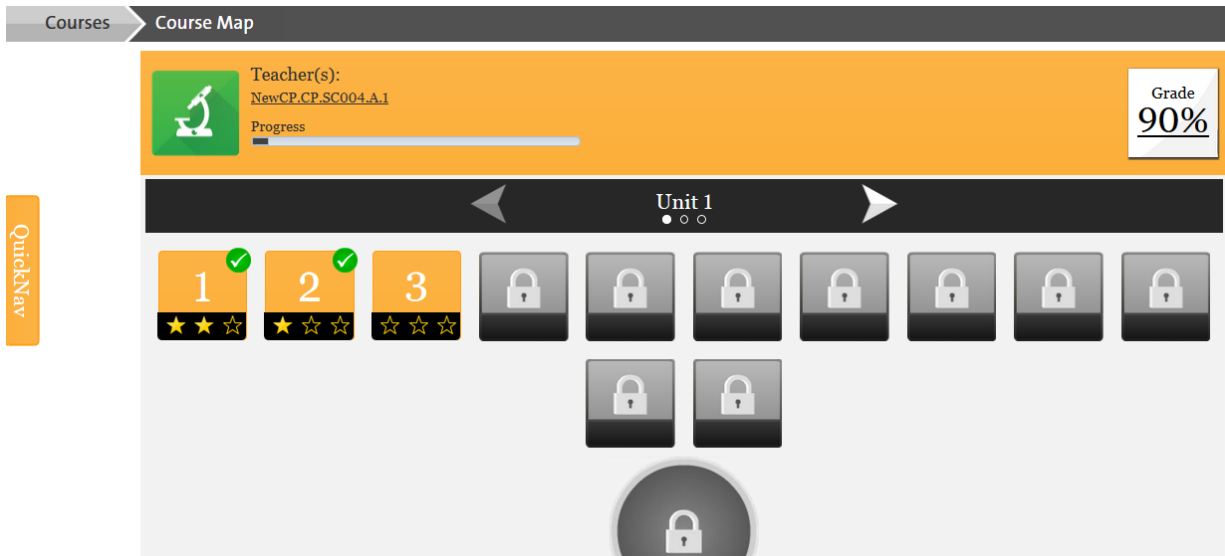 Courses
Course Map
Teacher(s):
NewCP.CP.SC004.A.1
Progress
Grade
90%
QuickNav
Unit 1
1
2
3